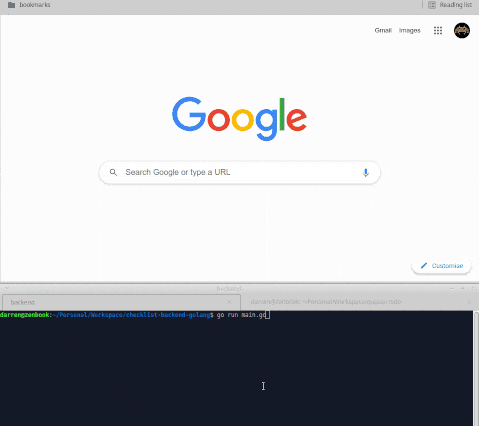 bookmarks
Reading list
Gmail Images
Google
Search Google or type a URL
Customise
backend
backend
darren@zenbook: ~/Personal/Workspace/
darren@zenbook:~/Personal/Workspace/checklist-backend-golang$ go run main.go